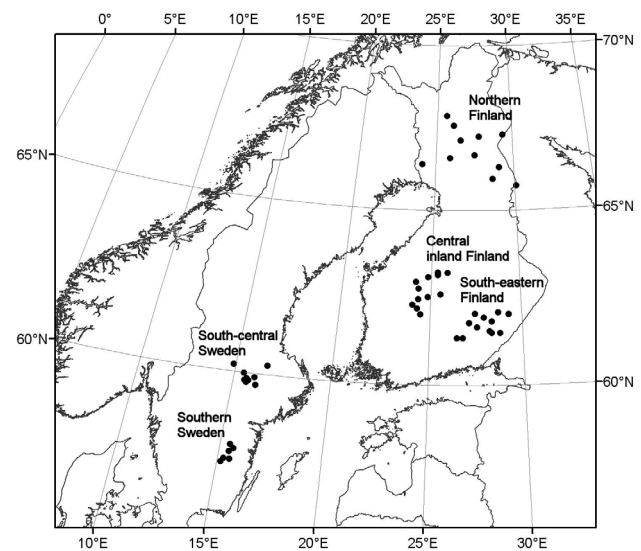 0° 5°E 10°E 15°E 20°E 25°E 30°E 35°E
70°N
Northern
Finland
65°N
65°N
Central
inland Finland
South-eastern
Finland
60°N
South-central
Sweden
60°N
Southern
Sweden
10°E 15°E 20°E 25°E 30°E